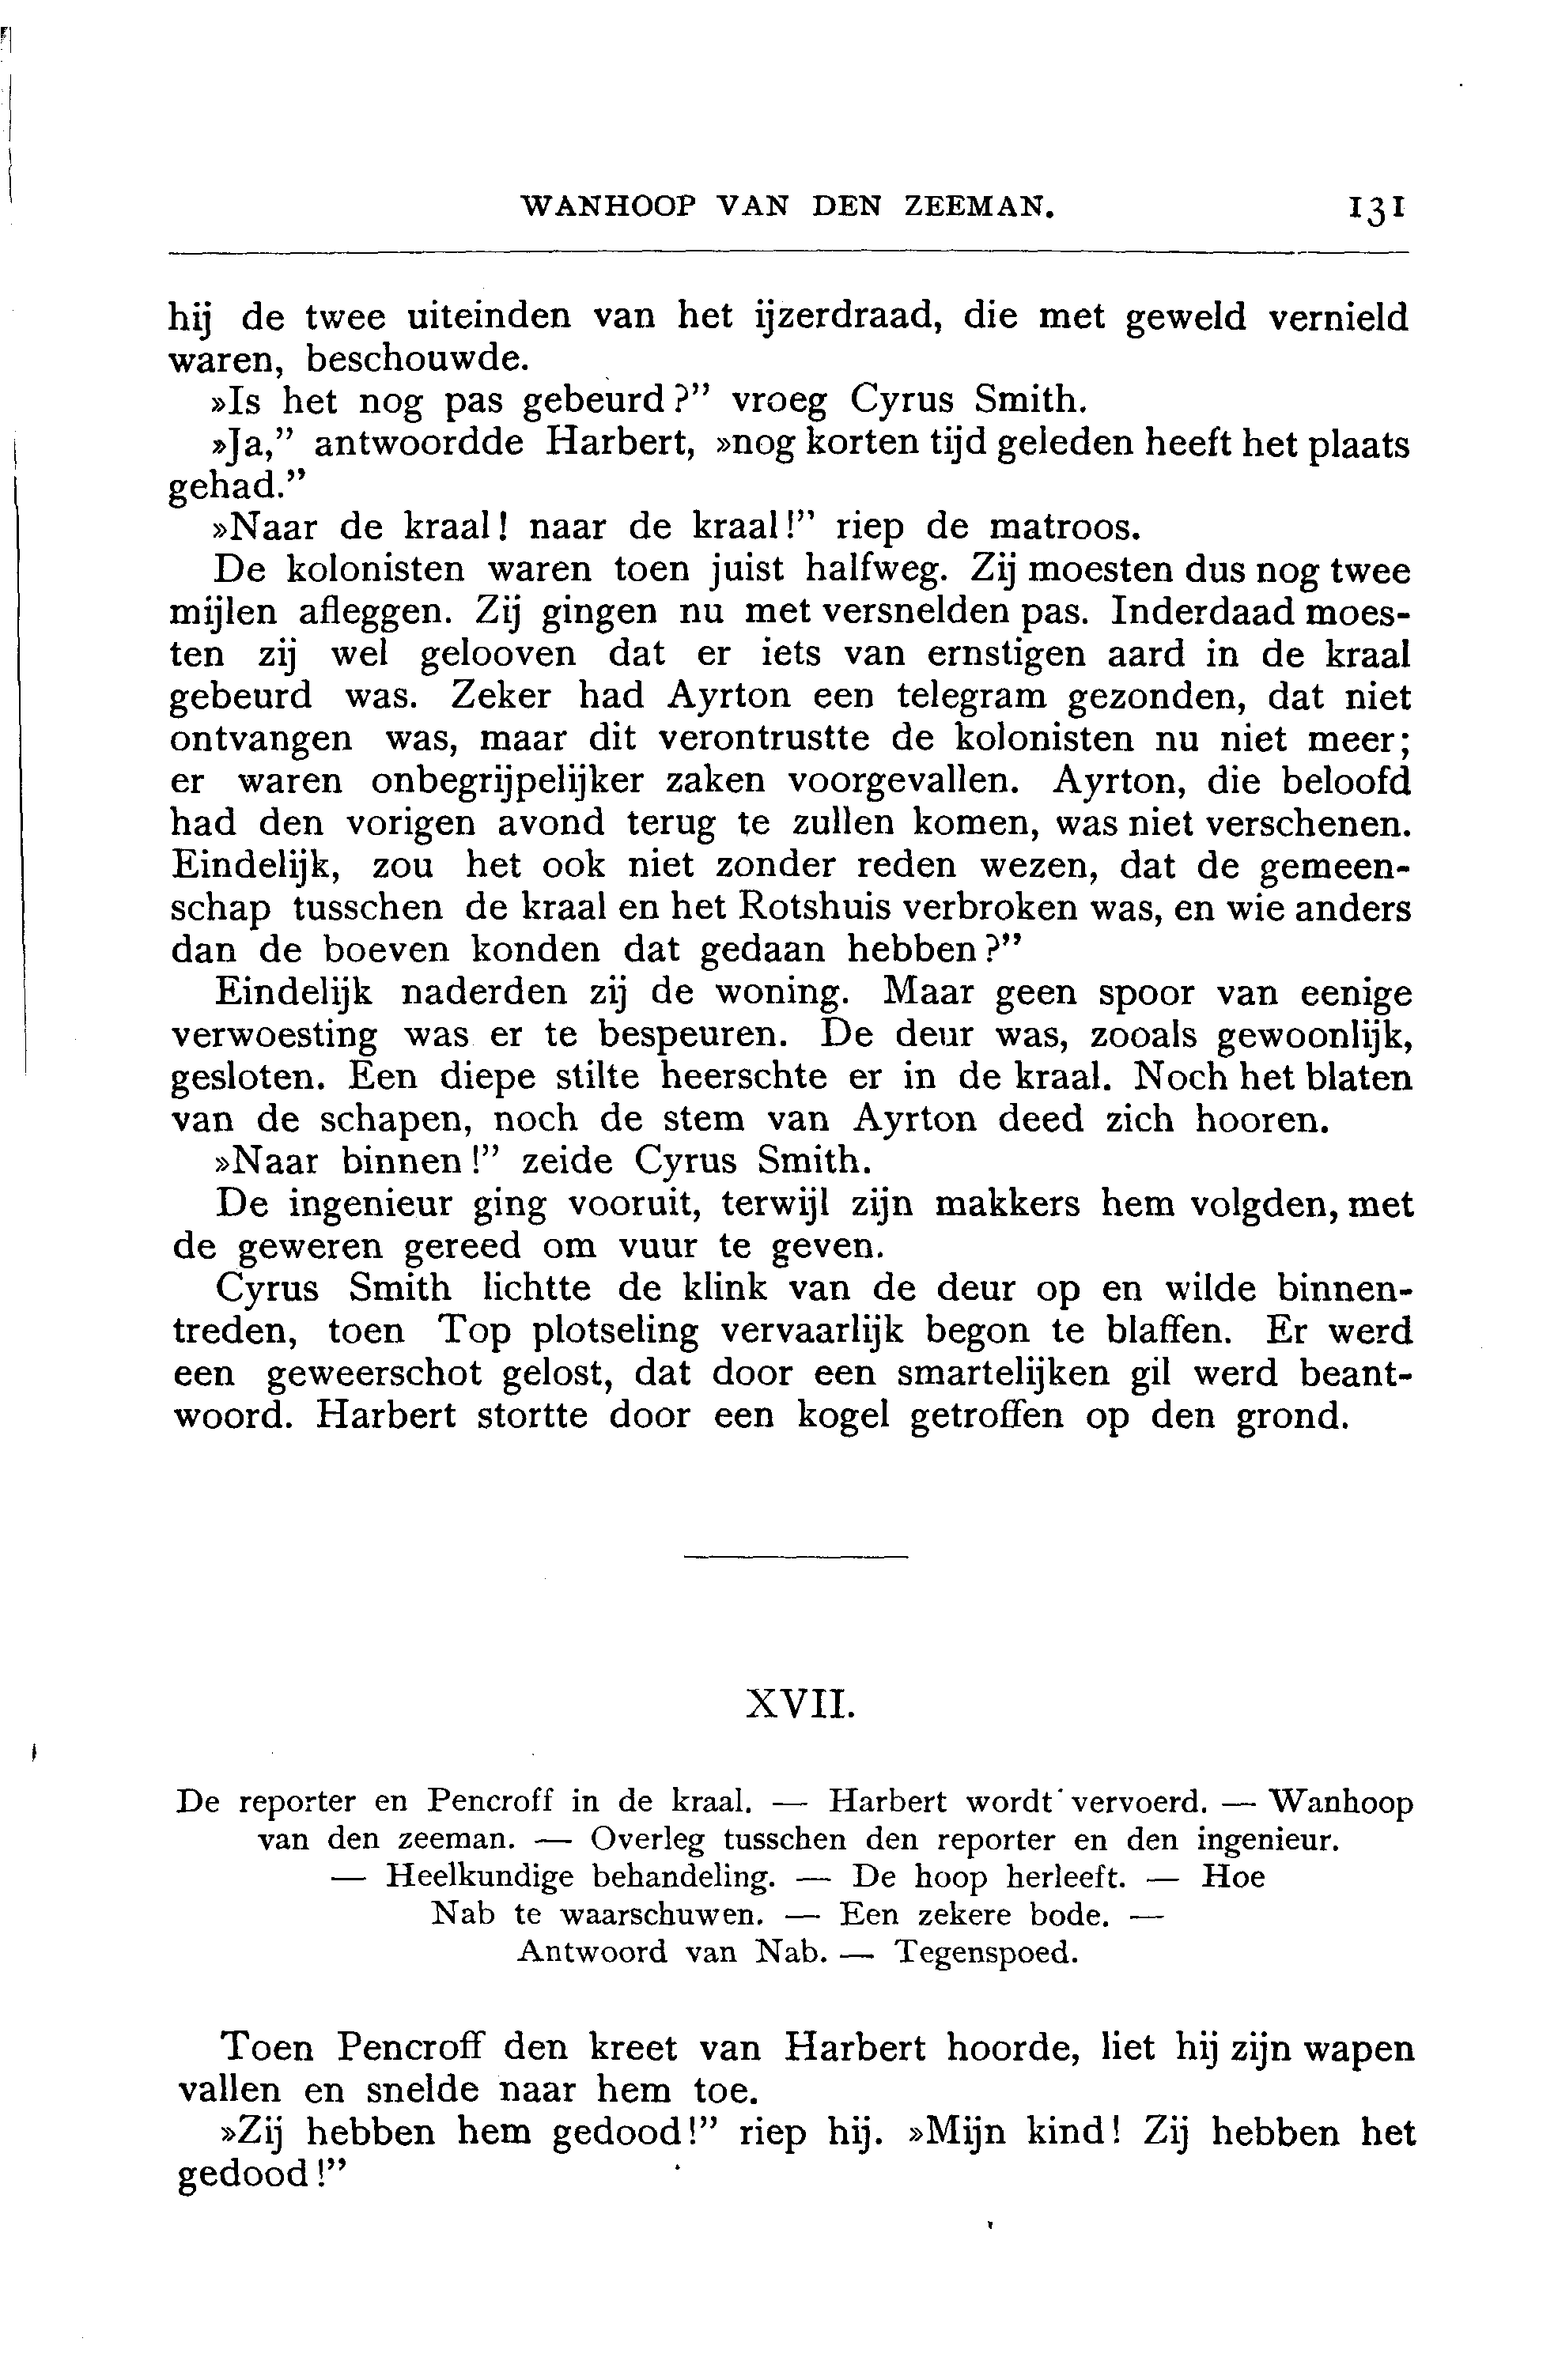 WANHOOP VAN DEN ZEEMAN. 131
hij de twee uiteinden van het ijzerdraad, die met geweld vernield
waren, beschouwde.
»Is het nog pas gebeurd?” vroeg Cyrus Smith.
»Ja,” antwoordde Harbert, »nog korten tijd geleden heeft het plaats
gehad.”
»Naar de kraal! naar de kraal!” riep de matroos.
De kolonisten waren toen juist halfweg. Zij moesten dus nog twee
mijlen afleggen. Zij gingen nu met versnelden pas. Inderdaad moes-
ten zij wel gelooven dat er iets van ernstigen aard in de kraal
gebeurd was. Zeker had Ayrton een telegram gezonden, dat niet
ontvangen was, maar dit verontrustte de kolonisten nu niet meer;
er waren onbegrijpelijker zaken voorgevallen. Ayrton, die beloofd
had den vorigen avond terug te zullen komen, was niet verschenen.
Eindelijk, zou het ook niet zonder reden wezen, dat de gemeen-
schap tusschen de kraal en het Rotshuis verbroken was, en wie anders
dan de boeven konden dat gedaan hebben?”
Eindelijk naderden zij de woning. Maar geen spoor van eenige
verwoesting was er te bespeuren. De deur was, zooals gewoonlijk,
gesloten. Een diepe stilte heerschte er in de kraal. Noch het blaten
van de schapen, noch de stem van Ayrton deed zich hooren.
»Naar binnen!” zeide Cyrus Smith.
De ingenieur ging vooruit, terwijl zijn makkers hem volgden, met
de geweren gereed om vuur te geven.
Cyrus Smith lichtte de klink van de deur op en wilde binnen-
treden, toen Top plotseling vervaarlijk begon te blaffen. Er werd
een geweerschot gelost, dat door een smartelijken gil werd beant-
woord. Harbert stortte door een kogel getroffen op den grond.
XVII.
De reporter en Pencroff in de kraal. — Harbert wordt vervoerd. — Wanhoop
van den zeeman. — Overleg tusschen den reporter en den ingenieur.
— Heelkundige behandeling. — De hoop herleeft. — Hoe
Nab te waarschuwen. — Een zekere bode. —
Antwoord van Nab. — Tegenspoed.
Toen Pencroff den kreet van Harbert hoorde, liet hij zijn wapen
vallen en snelde naar hem toe.
»Zij hebben hem gedood!” riep hij. »Mijn kind! Zij hebben het
gedood!”